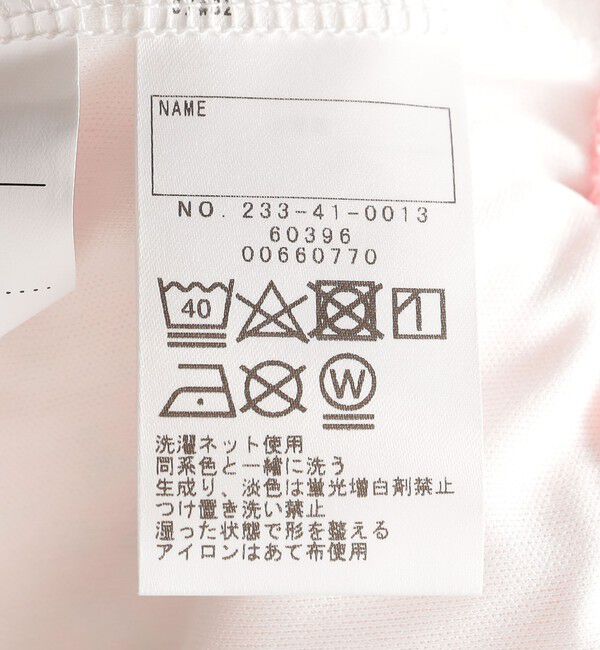 NAME
NO. 233-41-0013
60396
00660770
40
W
洗濯ネット使用
同系色と一緒に洗う
生成り、淡色は蛍光増白剤禁止
つけ置き洗い禁止
湿った状態で形を整える
アイロンはあて布使用